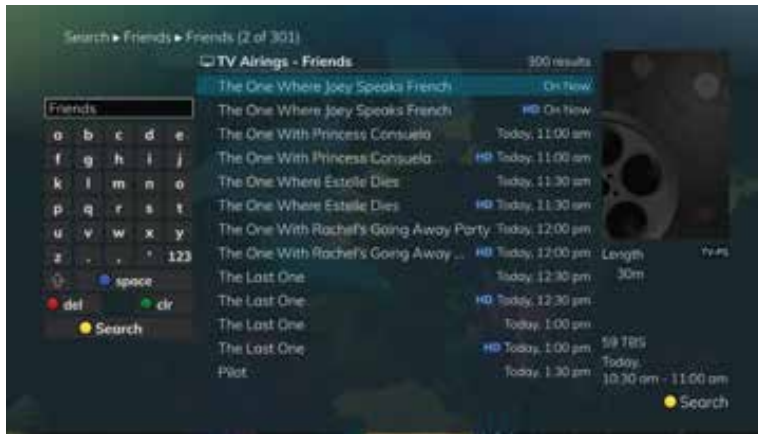 Search ▸ Friends ▸ Friends (2 of 301)
TV Airings - Friends 300 results
The One Where Joey Speaks French On Now
Friends
The One Where Joey Speaks French HD On Now
a b c d e
The One With Princess Consuela Today, 11:00 am
f g h i j
The One With Princess Consuela HD Today, 11:00 am
k l m n o
The One Where Estelle Dies Today, 11:30 am
p q r s t
The One Where Estelle Dies HD Today, 11:30 am
u v w x y
The One With Rachel's Going Away Party Today, 12:00 pm
z - . ' 123
The One With Rachel's Going Away ... HD Today, 12:00 pm
Length TV-PG
space
The Last One Today, 12:30 pm
30m
del clr
The Last One HD Today, 12:30 pm
Search
The Last One Today, 1:00 pm
The Last One HD Today, 1:00 pm
59 TBS
Pilot Today, 1:30 pm
Today,
10:30 am - 11:00 am
Search